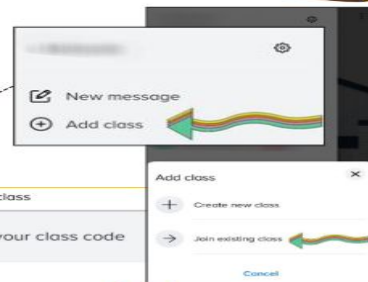 New message
Add class
Add class
Create new class
Join existing class
Cancel
class
your class code